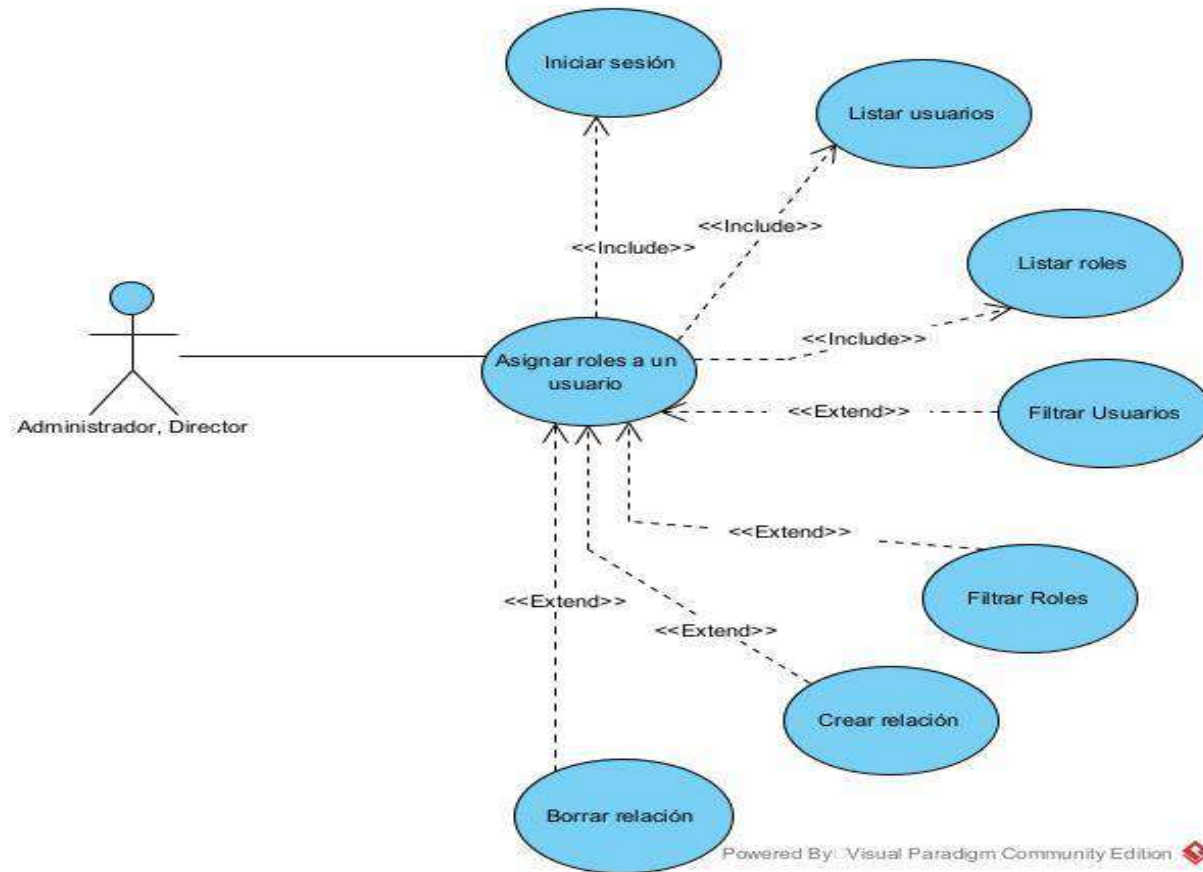 Iniciar sesión
Listar usuarios
<<Include>>
<<Include>>
Listar roles
<<Include>>
Asignar roles a un
usuario
Administrador, Director
<<Extend>>
Filtrar Usuarios
<<Extend>>
Filtrar Roles
<<Extend>>
<<Extend>>
Crear relación
Borrar relación
Powered By Visual Paradigm Community Edition